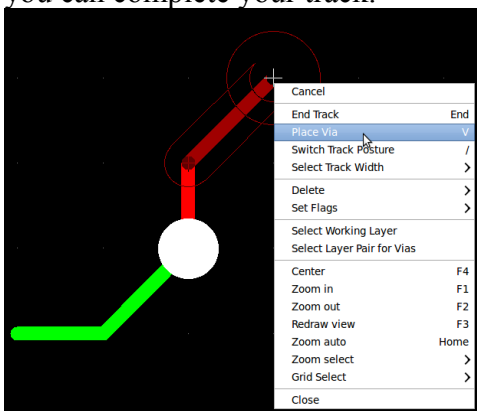 you can complete your track.
Cancel
End Track End
Place Via V
Switch Track Posture /
Select Track Width >
Delete >
Set Flags >
Select Working Layer
Select Layer Pair for Vias
Center F4
Zoom in F1
Zoom out F2
Redraw view F3
Zoom auto Home
Zoom select >
Grid Select >
Close